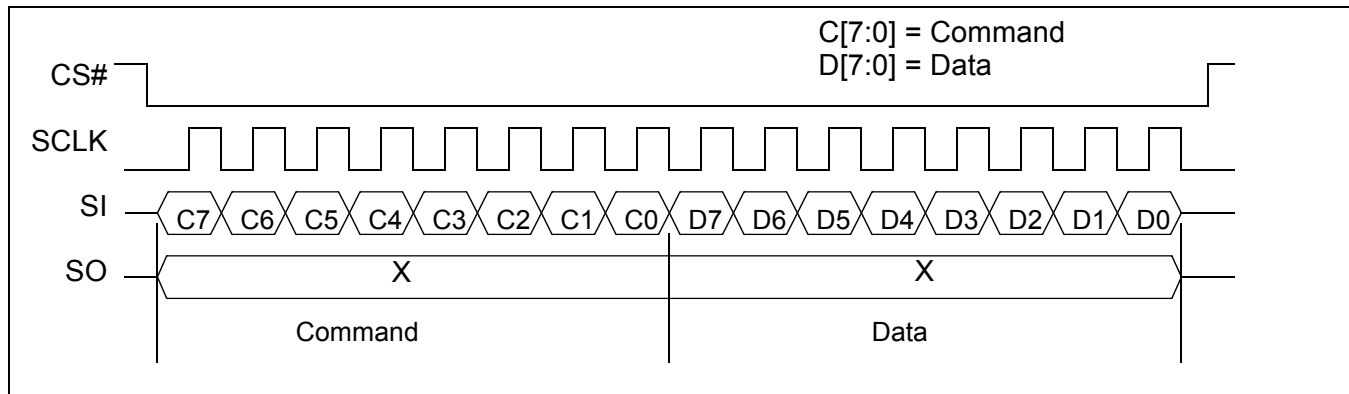 C[7:0] = Command
D[7:0] = Data
CS#
SCLK
SI C7 C6 C5 C4 C3 C2 C1 C0 D7 D6 D5 D4 D3 D2 D1 D0
SO X X
Command Data